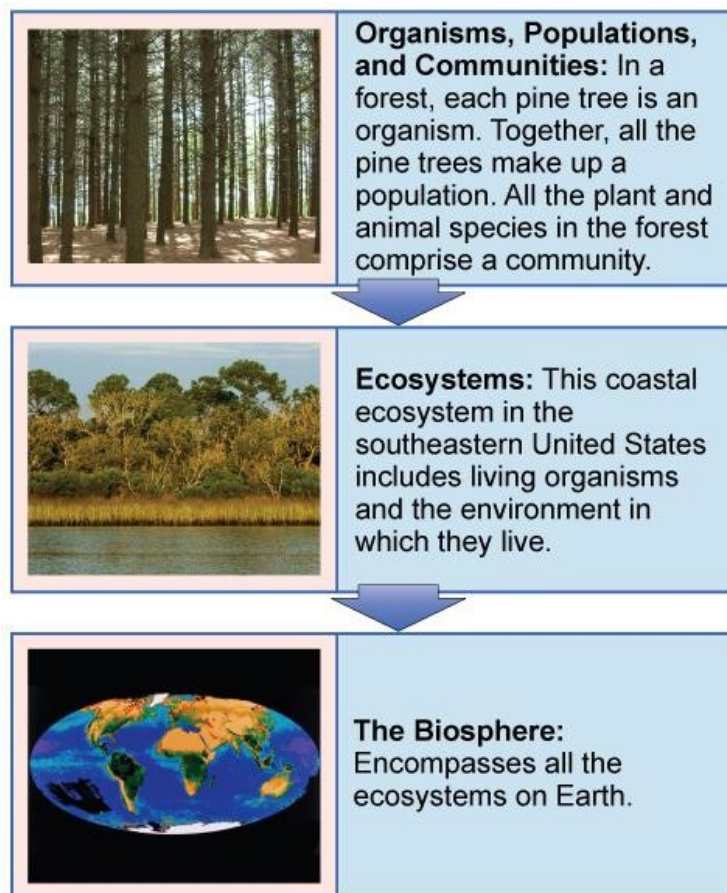 Organisms, Populations,
and Communities: In a
forest, each pine tree is an
organism. Together, all the
pine trees make up a
population. All the plant and
animal species in the forest
comprise a community.
Ecosystems: This coastal
ecosystem in the
southeastern United States
includes living organisms
and the environment in
which they live.
The Biosphere:
Encompasses all the
ecosystems on Earth.